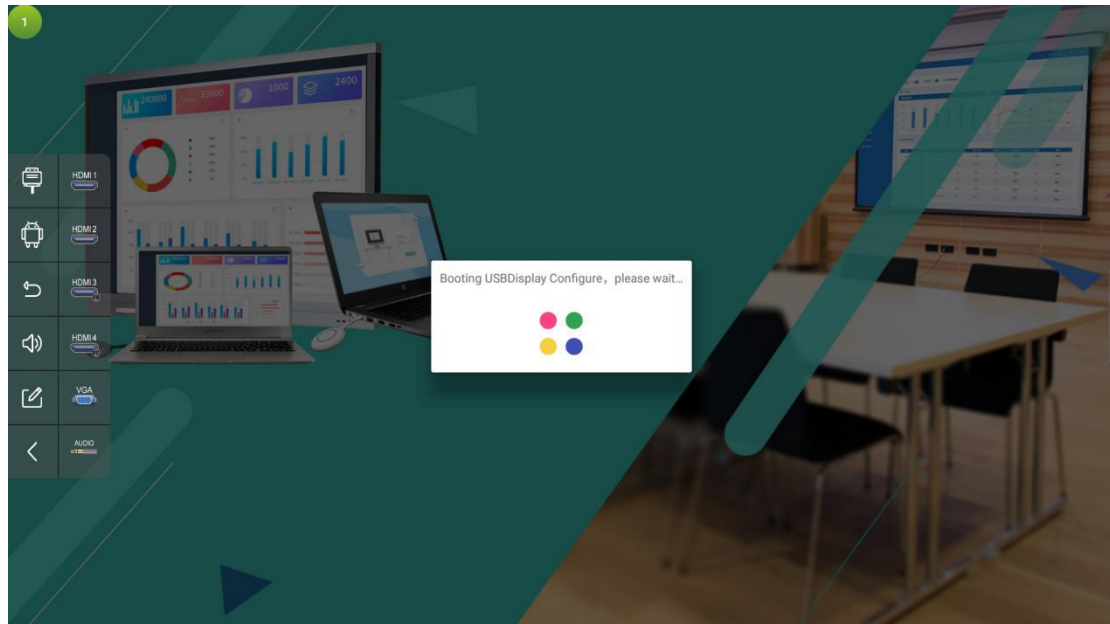 1
240000
33000
1000
2400
HDMI 1
HDMI 2
HDMI 3
HDMI 4
VGA
AUDIO
Booting USBDisplay Configure，please wait...